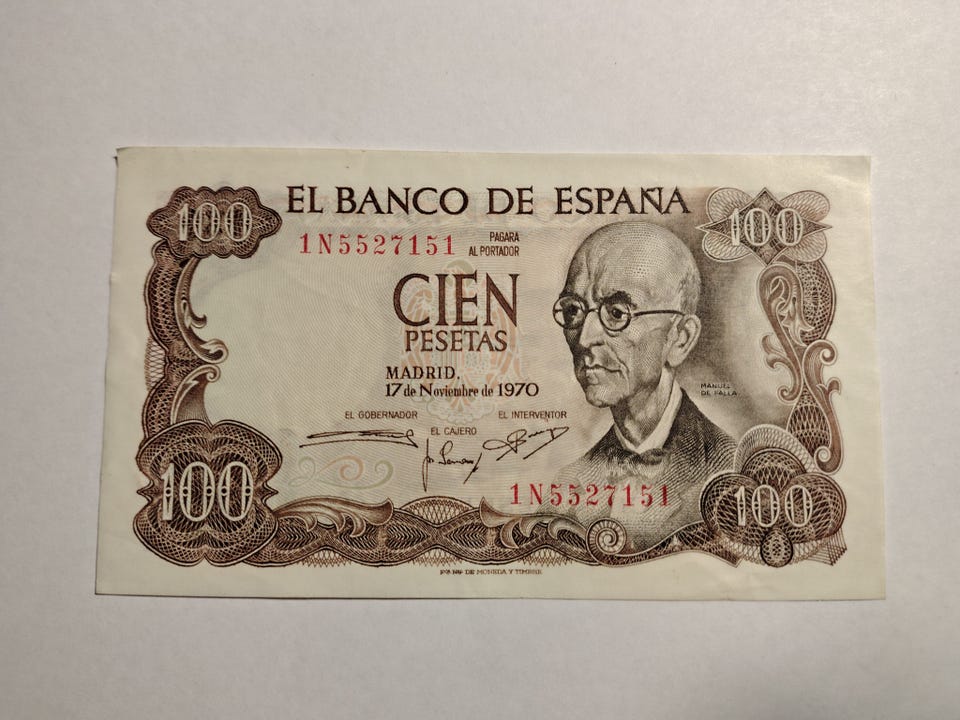 EL BANCO DE ESPAÑA
100
100
1N5527151
PAGARA
AL PORTADOR
CIEN
PESETAS
MADRID,
17 de Noviembre de 1970
MANUEL
DE FALLA
EL GOBERNADOR
EL INTERVENTOR
EL CAJERO
1N5527151
100
100
DE MONEDA Y TIMBRE